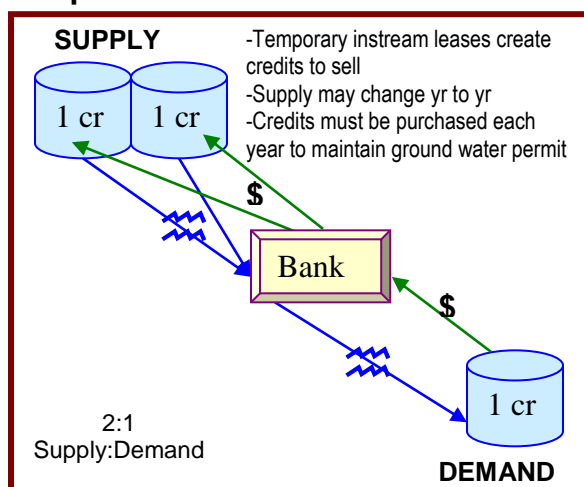 SUPPLY
-Temporary instream leases create
credits to sell
-Supply may change yr to yr
-Credits must be purchased each
year to maintain ground water permit
1 cr
1 cr
$
Bank
$
1 cr
2:1
Supply:Demand
DEMAND